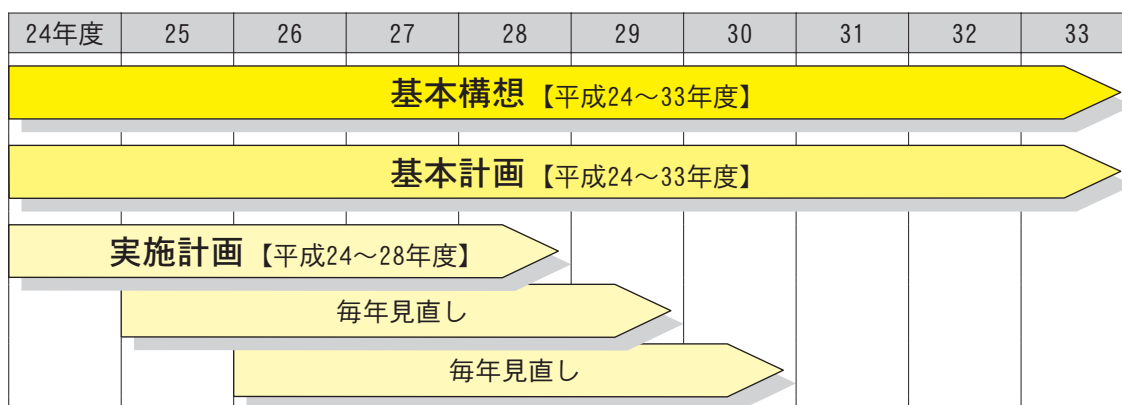 24年度 25 26 27 28 29 30 31 32 33
基本構想【平成24～33年度】
基本計画【平成24～33年度】
実施計画【平成24～28年度】
毎年見直し
毎年見直し